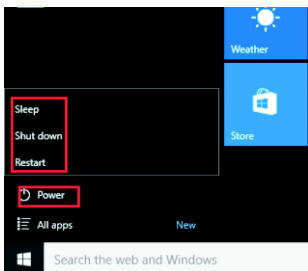 Weather
Sleep
Shut down
Store
Restart
Power
All apps
New
Search the web and Windows